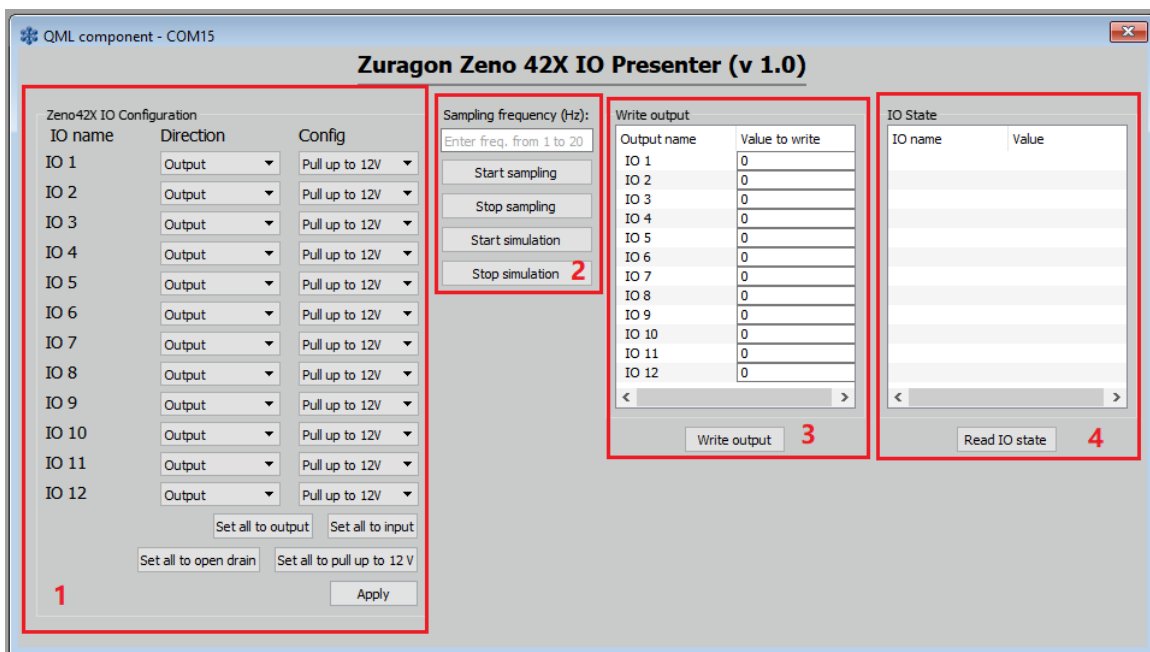 QML component - COM15
Zuragon Zeno 42X IO Presenter (v 1.0)
Zeno42X IO Configuration
IO name Direction Config
IO 1 Output Pull up to 12V
IO 2 Output Pull up to 12V
IO 3 Output Pull up to 12V
IO 4 Output Pull up to 12V
IO 5 Output Pull up to 12V
IO 6 Output Pull up to 12V
IO 7 Output Pull up to 12V
IO 8 Output Pull up to 12V
IO 9 Output Pull up to 12V
IO 10 Output Pull up to 12V
IO 11 Output Pull up to 12V
IO 12 Output Pull up to 12V
Set all to output Set all to input
Set all to open drain Set all to pull up to 12 V
Apply
1
Sampling frequency (Hz):
Enter freq. from 1 to 20
Start sampling
Stop sampling
Start simulation
Stop simulation 2
Write output
Output name Value to write
IO 1 0
IO 2 0
IO 3 0
IO 4 0
IO 5 0
IO 6 0
IO 7 0
IO 8 0
IO 9 0
IO 10 0
IO 11 0
IO 12 0
Write output 3
IO State
IO name Value
Read IO state 4